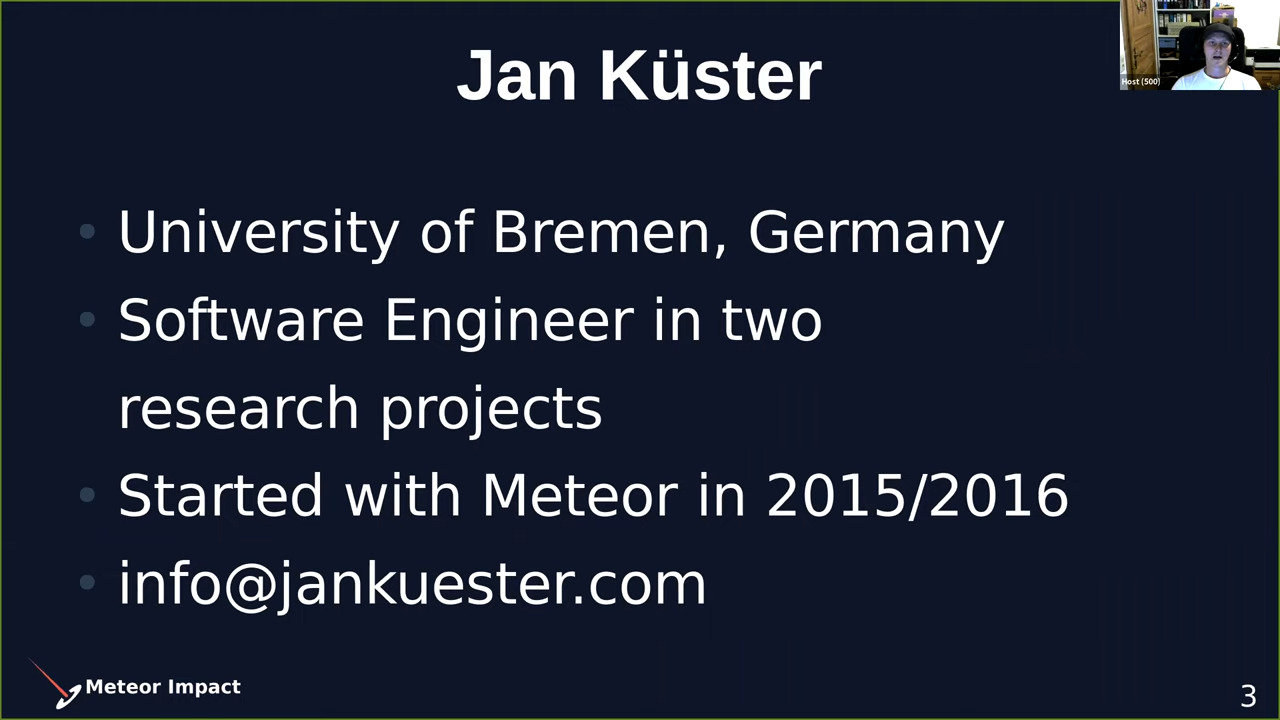 Jan Küster
Host (500)
University of Bremen, Germany
Software Engineer in two
research projects
Started with Meteor in 2015/2016
info@jankuester.com
Meteor Impact
3